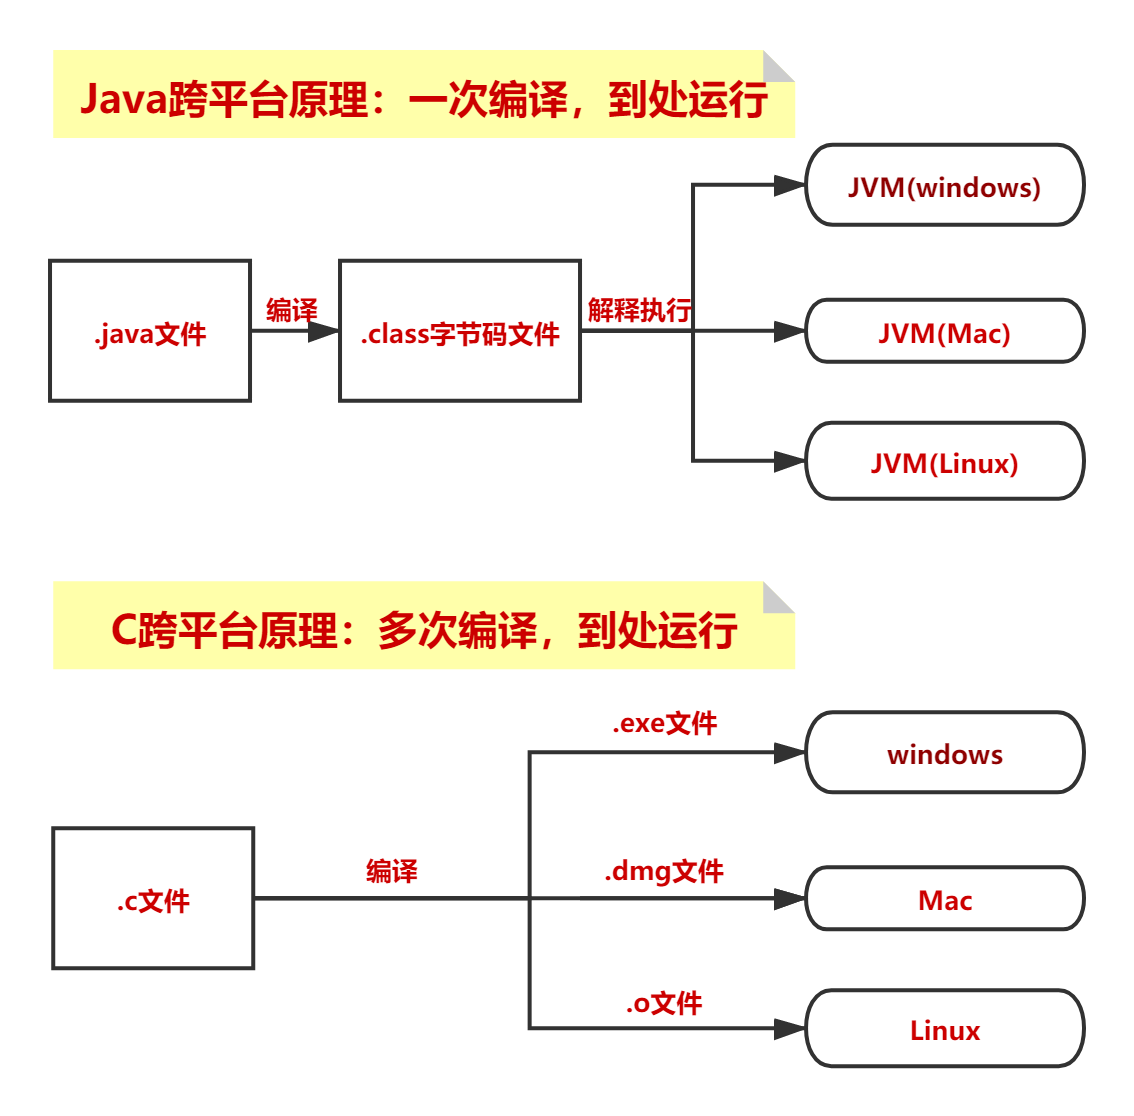 Java跨平台原理：一次编译，到处运行
JVM(windows)
.java文件
编译
.class字节码文件
解释执行
JVM(Mac)
JVM(Linux)
C跨平台原理：多次编译，到处运行
.exe文件
windows
.c文件
编译
.dmg文件
Mac
.o文件
Linux